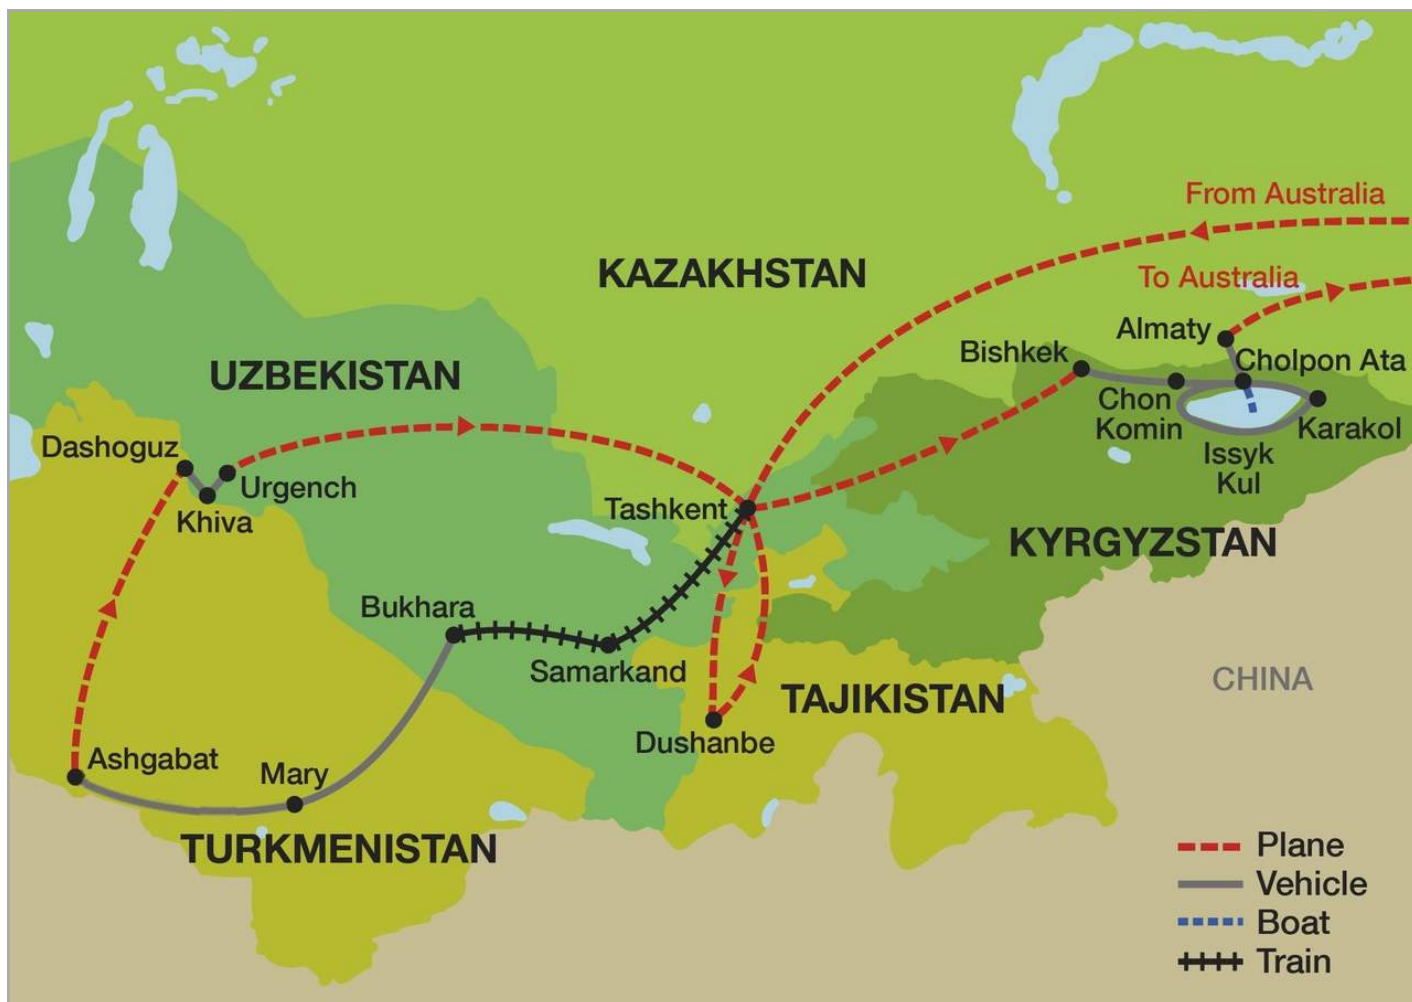 From Australia
KAZAKHSTAN
To Australia
Almaty
Bishkek
Cholpon Ata
UZBEKISTAN
Chon
Komin
Karakol
Dashoguz
Issyk
Kul
Urgench
Khiva
Tashkent
KYRGYZSTAN
Bukhara
Samarkand
CHINA
TAJIKISTAN
Dushanbe
Ashgabat
Mary
TURKMENISTAN
Plane
Vehicle
Boat
Train